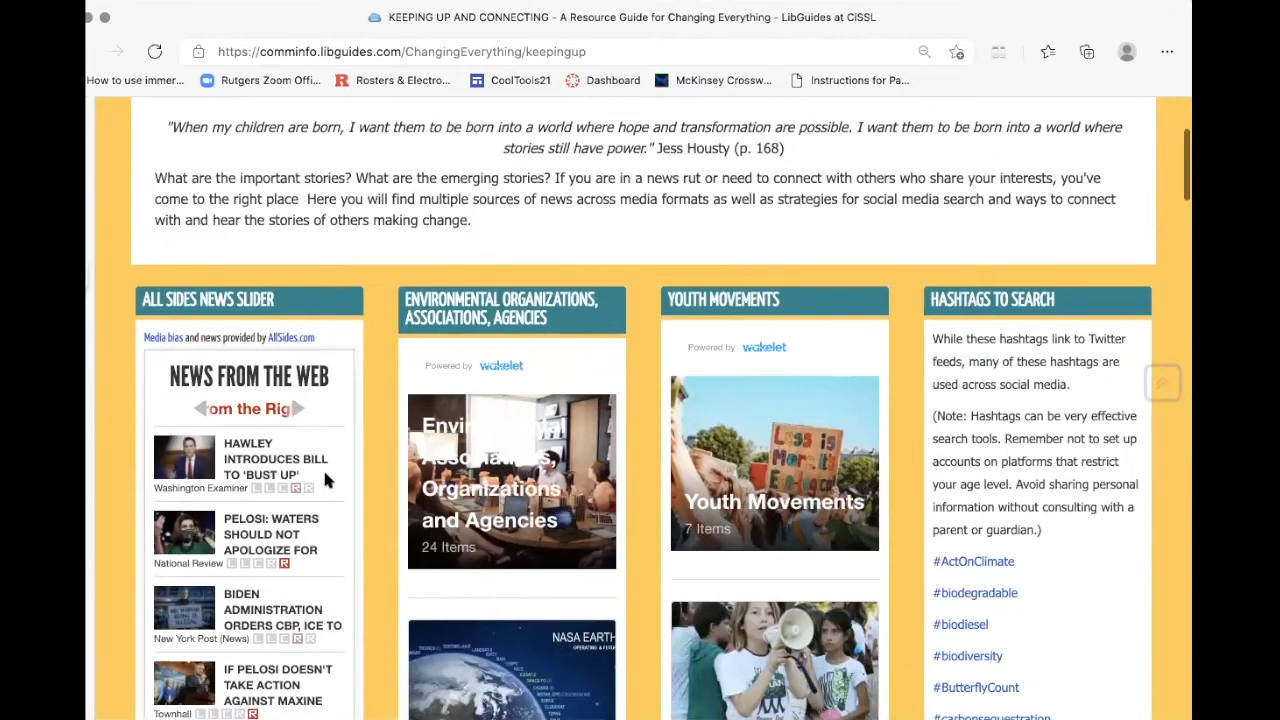 KEEPING UP AND CONNECTING - A Resource Guide for Changing Everything - LibGuides at CiSSL
https://comminfo.libguides.com/ChangingEverything/keepingup
How to use immer...
Rutgers Zoom Offi...
Rosters & Electro...
CoolTools21
Dashboard
McKinsey Crossw...
Instructions for Pa...
"When my children are born, I want them to be born into a world where hope and transformation are possible. I want them to be born into a world where
stories still have power." Jess Housty (p. 168)
What are the important stories? What are the emerging stories? If you are in a news rut or need to connect with others who share your interests, you've
come to the right place Here you will find multiple sources of news across media formats as well as strategies for social media search and ways to connect
with and hear the stories of others making change.
ALL SIDES NEWS SLIDER
Media bias and news provided by AllSides.com
NEWS FROM THE WEB
om the Rig
HAWLEY
INTRODUCES BILL
TO 'BUST UP'
Washington Examiner L L C R R
PELOSI: WATERS
SHOULD NOT
APOLOGIZE FOR
National Review L L C R R
BIDEN
ADMINISTRATION
ORDERS CBP, ICE TO
New York Post (News) L L C R R
IF PELOSI DOESN'T
TAKE ACTION
AGAINST MAXINE
Townhall L L C R R
ENVIRONMENTAL ORGANIZATIONS,
ASSOCIATIONS, AGENCIES
Powered by wakelet
Environmental
Associations,
Organizations
and Agencies
24 Items
NASA EARTH
YOUTH MOVEMENTS
Powered by wakelet
Less is
More
Youth Movements
7 Items
HASHTAGS TO SEARCH
While these hashtags link to Twitter
feeds, many of these hashtags are
used across social media.
(Note: Hashtags can be very effective
search tools. Remember not to set up
accounts on platforms that restrict
your age level. Avoid sharing personal
information without consulting with a
parent or guardian.)
#ActOnClimate
#biodegradable
#biodiesel
#biodiversity
#ButterflyCount
#carbonsequestration